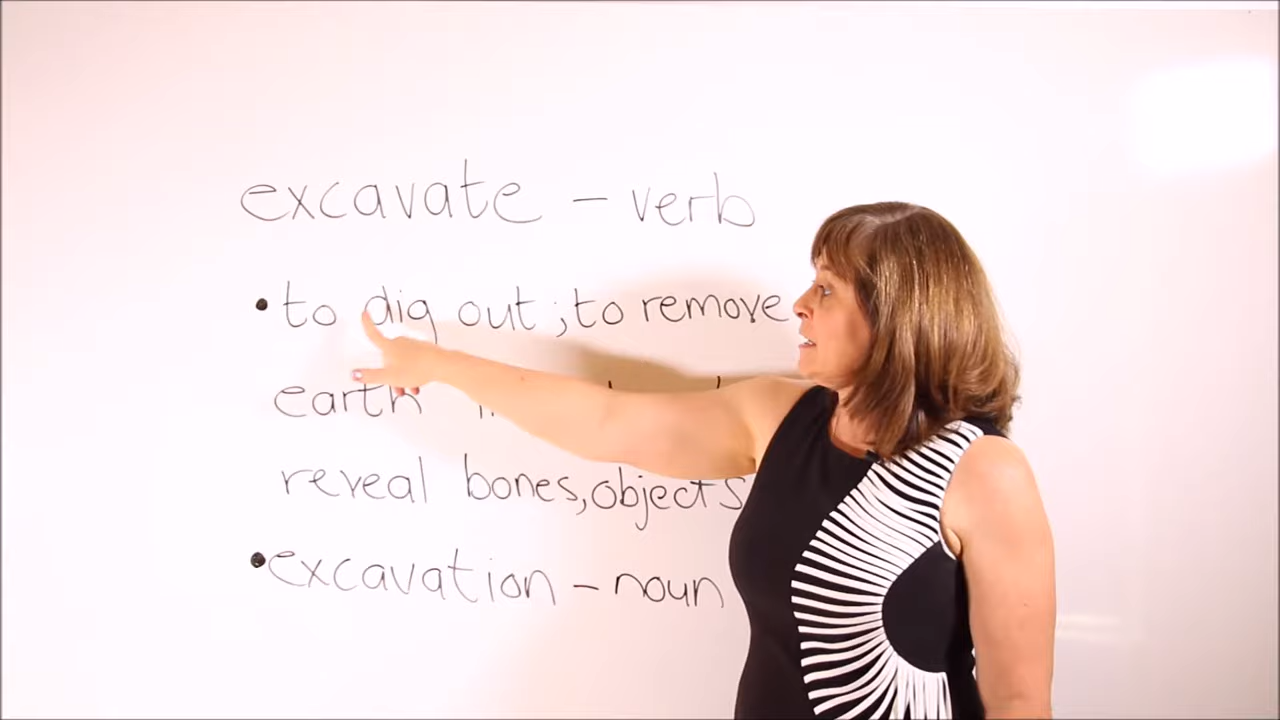 excavate - verb
• to dig out; to remove
earth
reveal bones, objects
• excavation - noun